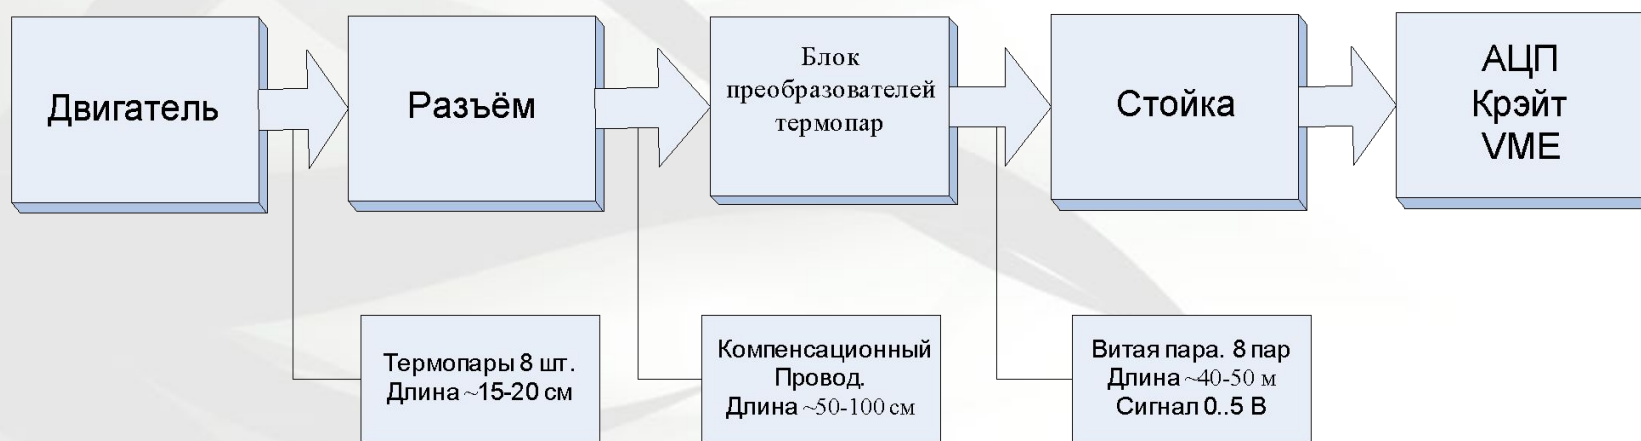 Двигатель
Разъём
Блок
преобразователей
термопар
Стойка
АЦП
Крэйт
VME
Термопары 8 шт.
Длина ~15-20 см
Компенсационный
Провод.
Длина ~50-100 см
Витая пара. 8 пар
Длина ~40-50 м
Сигнал 0..5 В